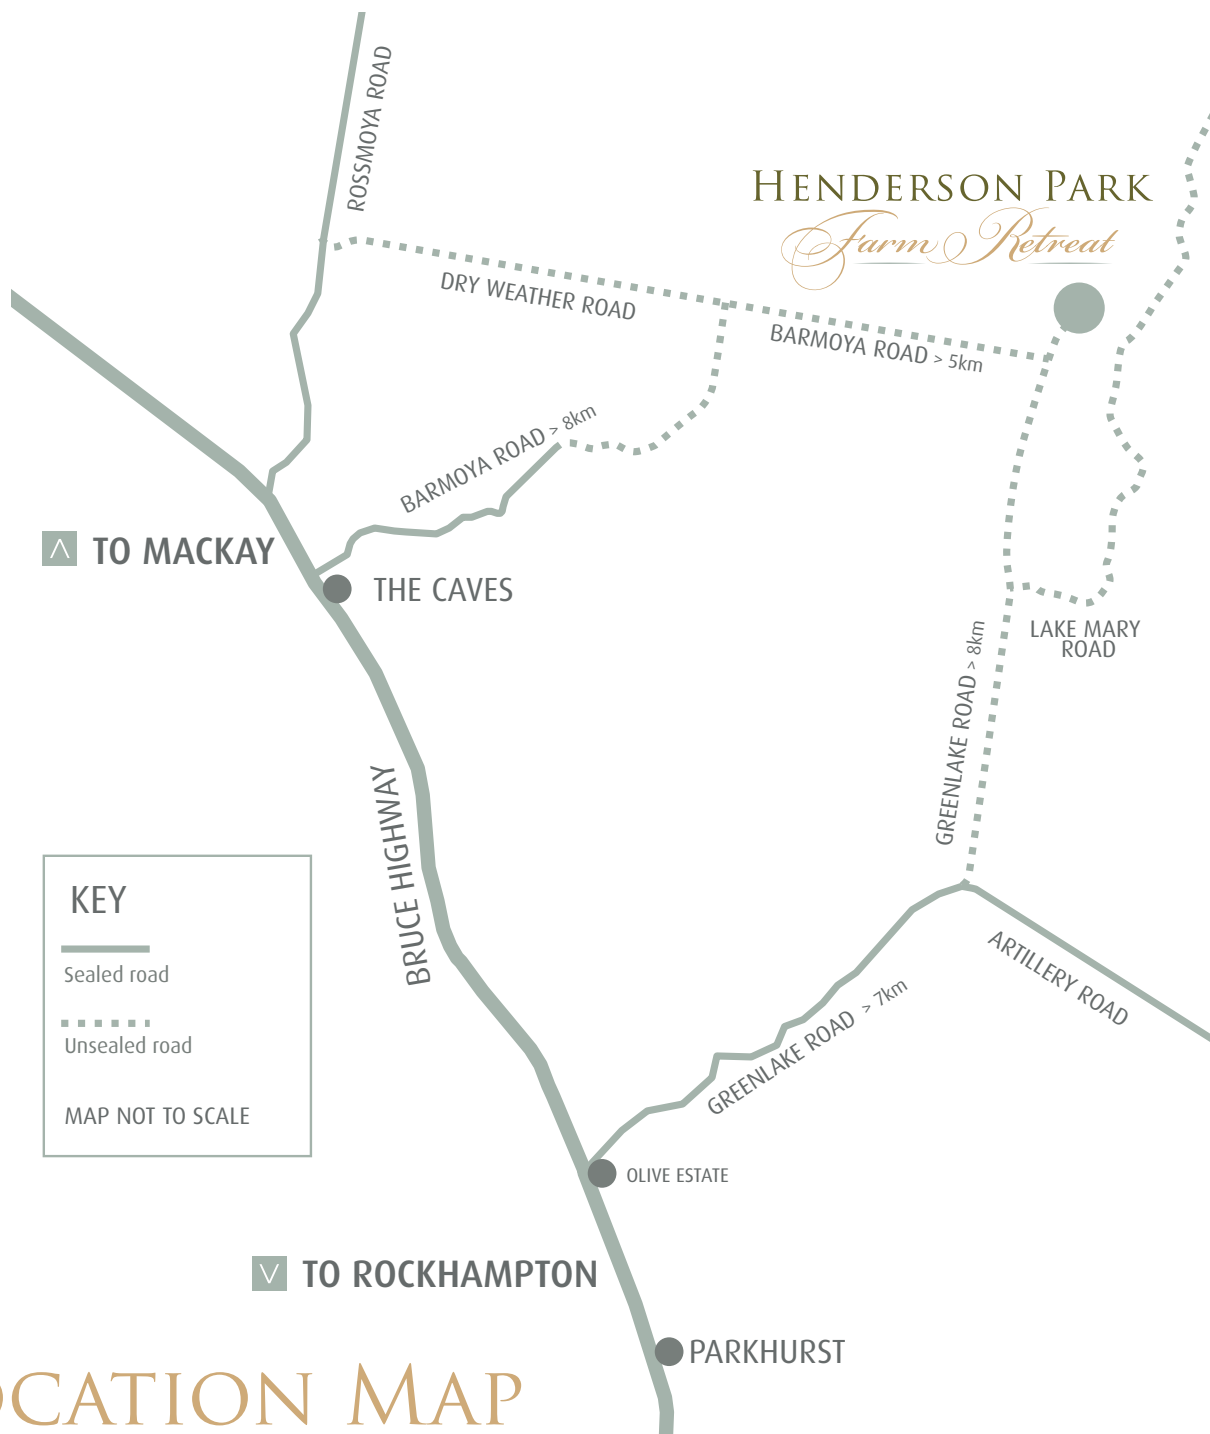 ROSSMOYA ROAD
HENDERSON PARK
Farm Retreat
DRY WEATHER ROAD
BARMOYA ROAD > 5km
BARMOYA ROAD > 8km
TO MACKAY
THE CAVES
LAKE MARY
ROAD
GREENLAKE ROAD > 8km
BRUCE HIGHWAY
KEY
Sealed road
Unsealed road
MAP NOT TO SCALE
ARTILLERY ROAD
GREENLAKE ROAD > 7km
OLIVE ESTATE
TO ROCKHAMPTON
PARKHURST
OCATION MAP